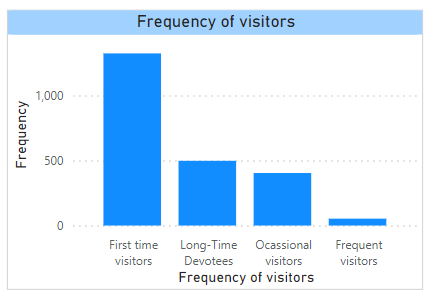 Frequency of visitors
Frequency
1,000
500
0
First time
visitors
Long-Time
Devotees
Ocassional
visitors
Frequent
visitors
Frequency of visitors